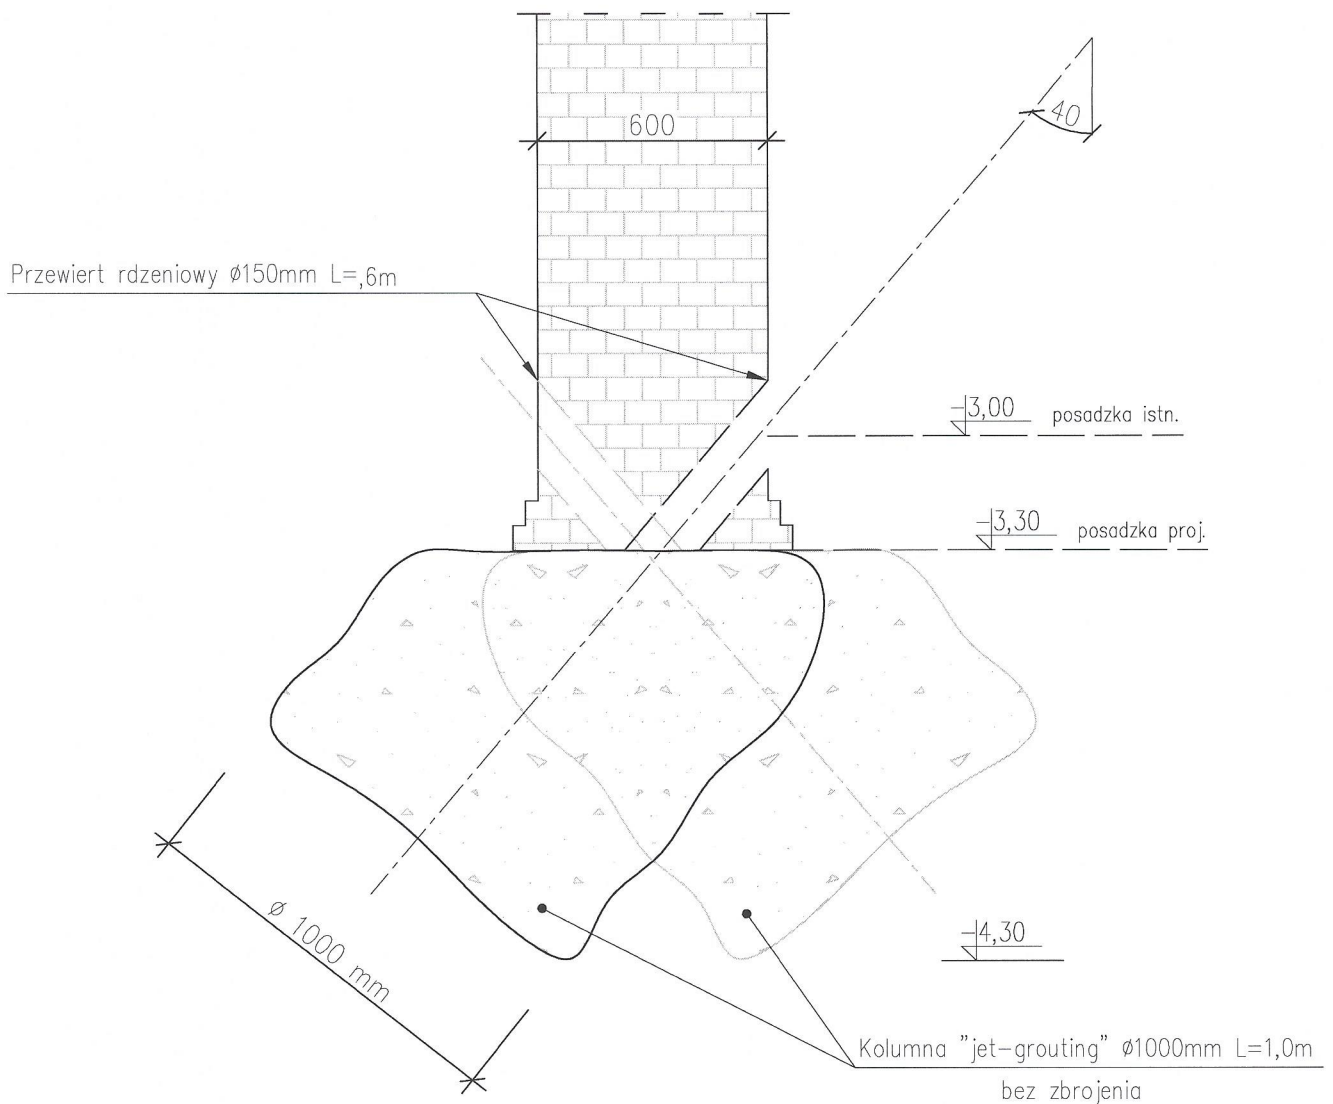 40
600
Przewiert rdzeniowy ø150mm L=,6m
-3,00 posadzka istn.
-3,30 posadzka proj.
ø 1000 mm
-4,30
Kolumna "jet-grouting" ø1000mm L=1,0m
bez zbrojenia